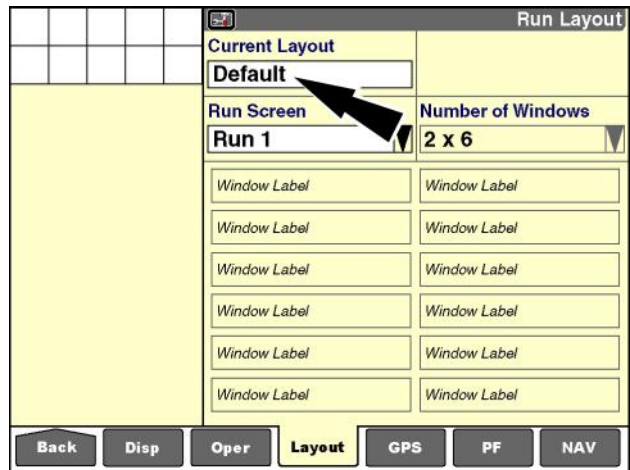 Run Layout
Current Layout
Default
Run Screen
Number of Windows
Run 1
2 x 6
Window Label
Window Label
Window Label
Window Label
Window Label
Window Label
Window Label
Window Label
Window Label
Window Label
Window Label
Window Label
Back
Disp
Oper
Layout
GPS
PF
NAV